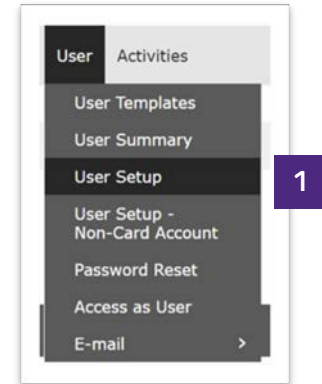 User Activities
User Templates
User Summary
User Setup
1
User Setup -
Non-Card Account
Password Reset
Access as User
E-mail >